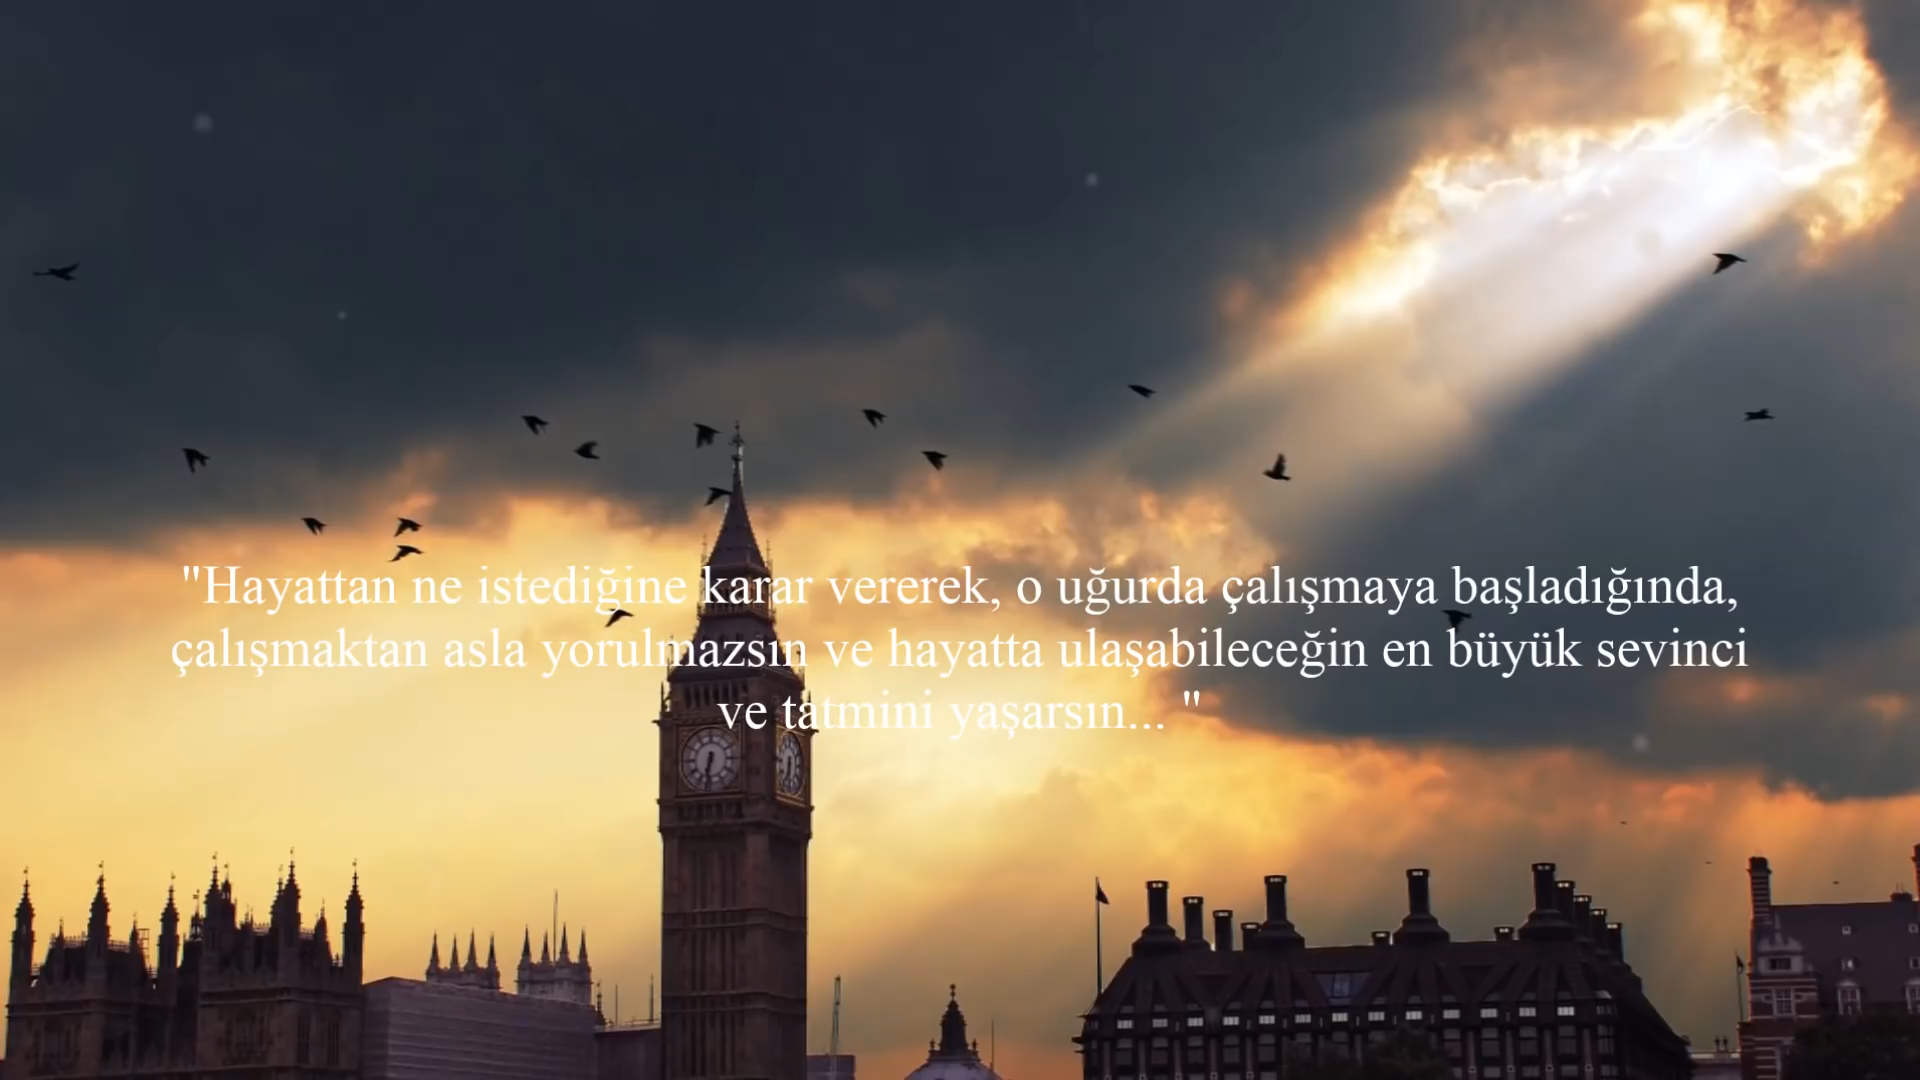 "Hayattan ne istediğine karar vererek, o uğurda çalışmaya başladığında,
çalışmaktan asla yorulmazsın ve hayatta ulaşabileceğin en büyük sevinci
ve tatmini yaşarsın... "